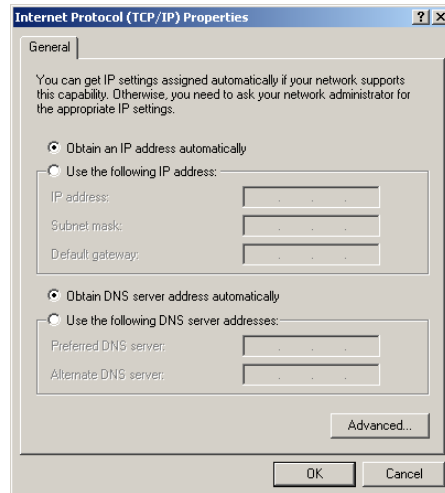 Internet Protocol (TCP/IP) Properties
General
You can get IP settings assigned automatically if your network supports
this capability. Otherwise, you need to ask your network administrator for
the appropriate IP settings.
Obtain an IP address automatically
Use the following IP address:
IP address:
Subnet mask:
Default gateway:
Obtain DNS server address automatically
Use the following DNS server addresses:
Preferred DNS server:
Alternate DNS server:
Advanced...
OK
Cancel